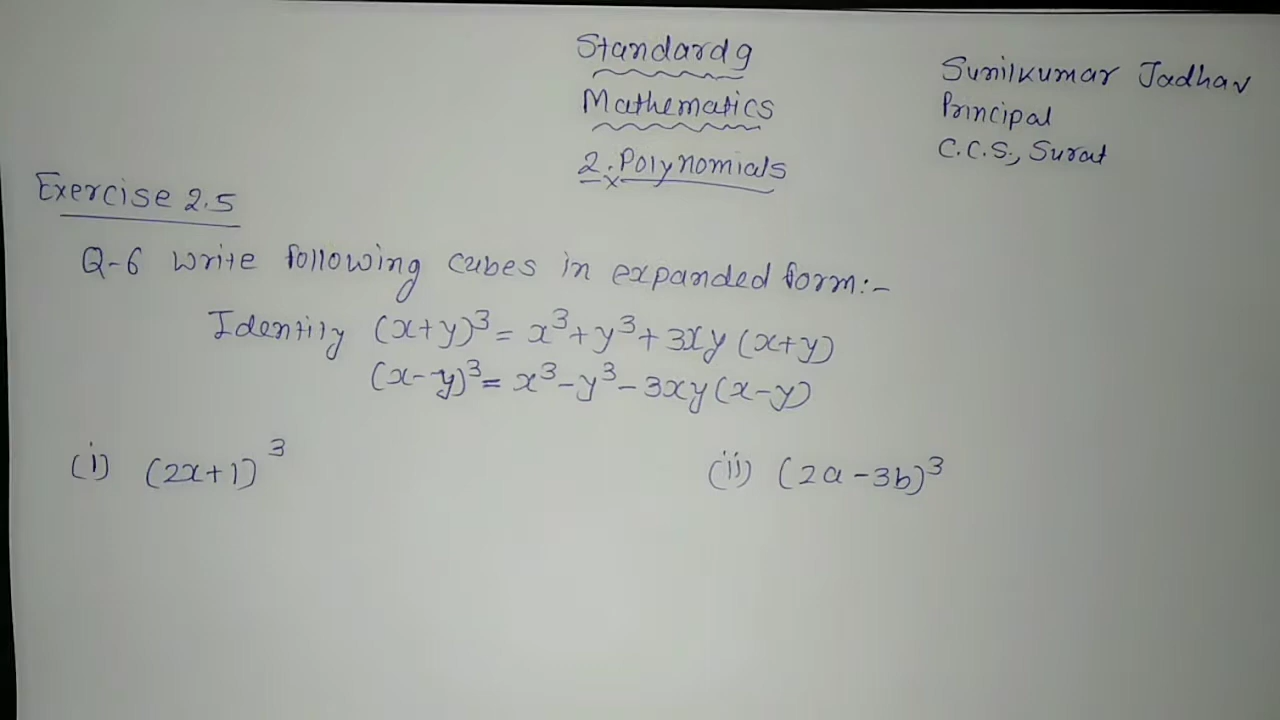 Standard 9
Mathematics
2. Polynomials
Sunilkumar Jadhav
Principal
C.C.S., Surat
Exercise 2.5
Q-6 Write following cubes in expanded form:-
Identity (x+y)³ = x³+y³+3xy(x+y)
(x-y)³ = x³-y³-3xy(x-y)
(i) (2x+1)³
(ii) (2a-3b)³